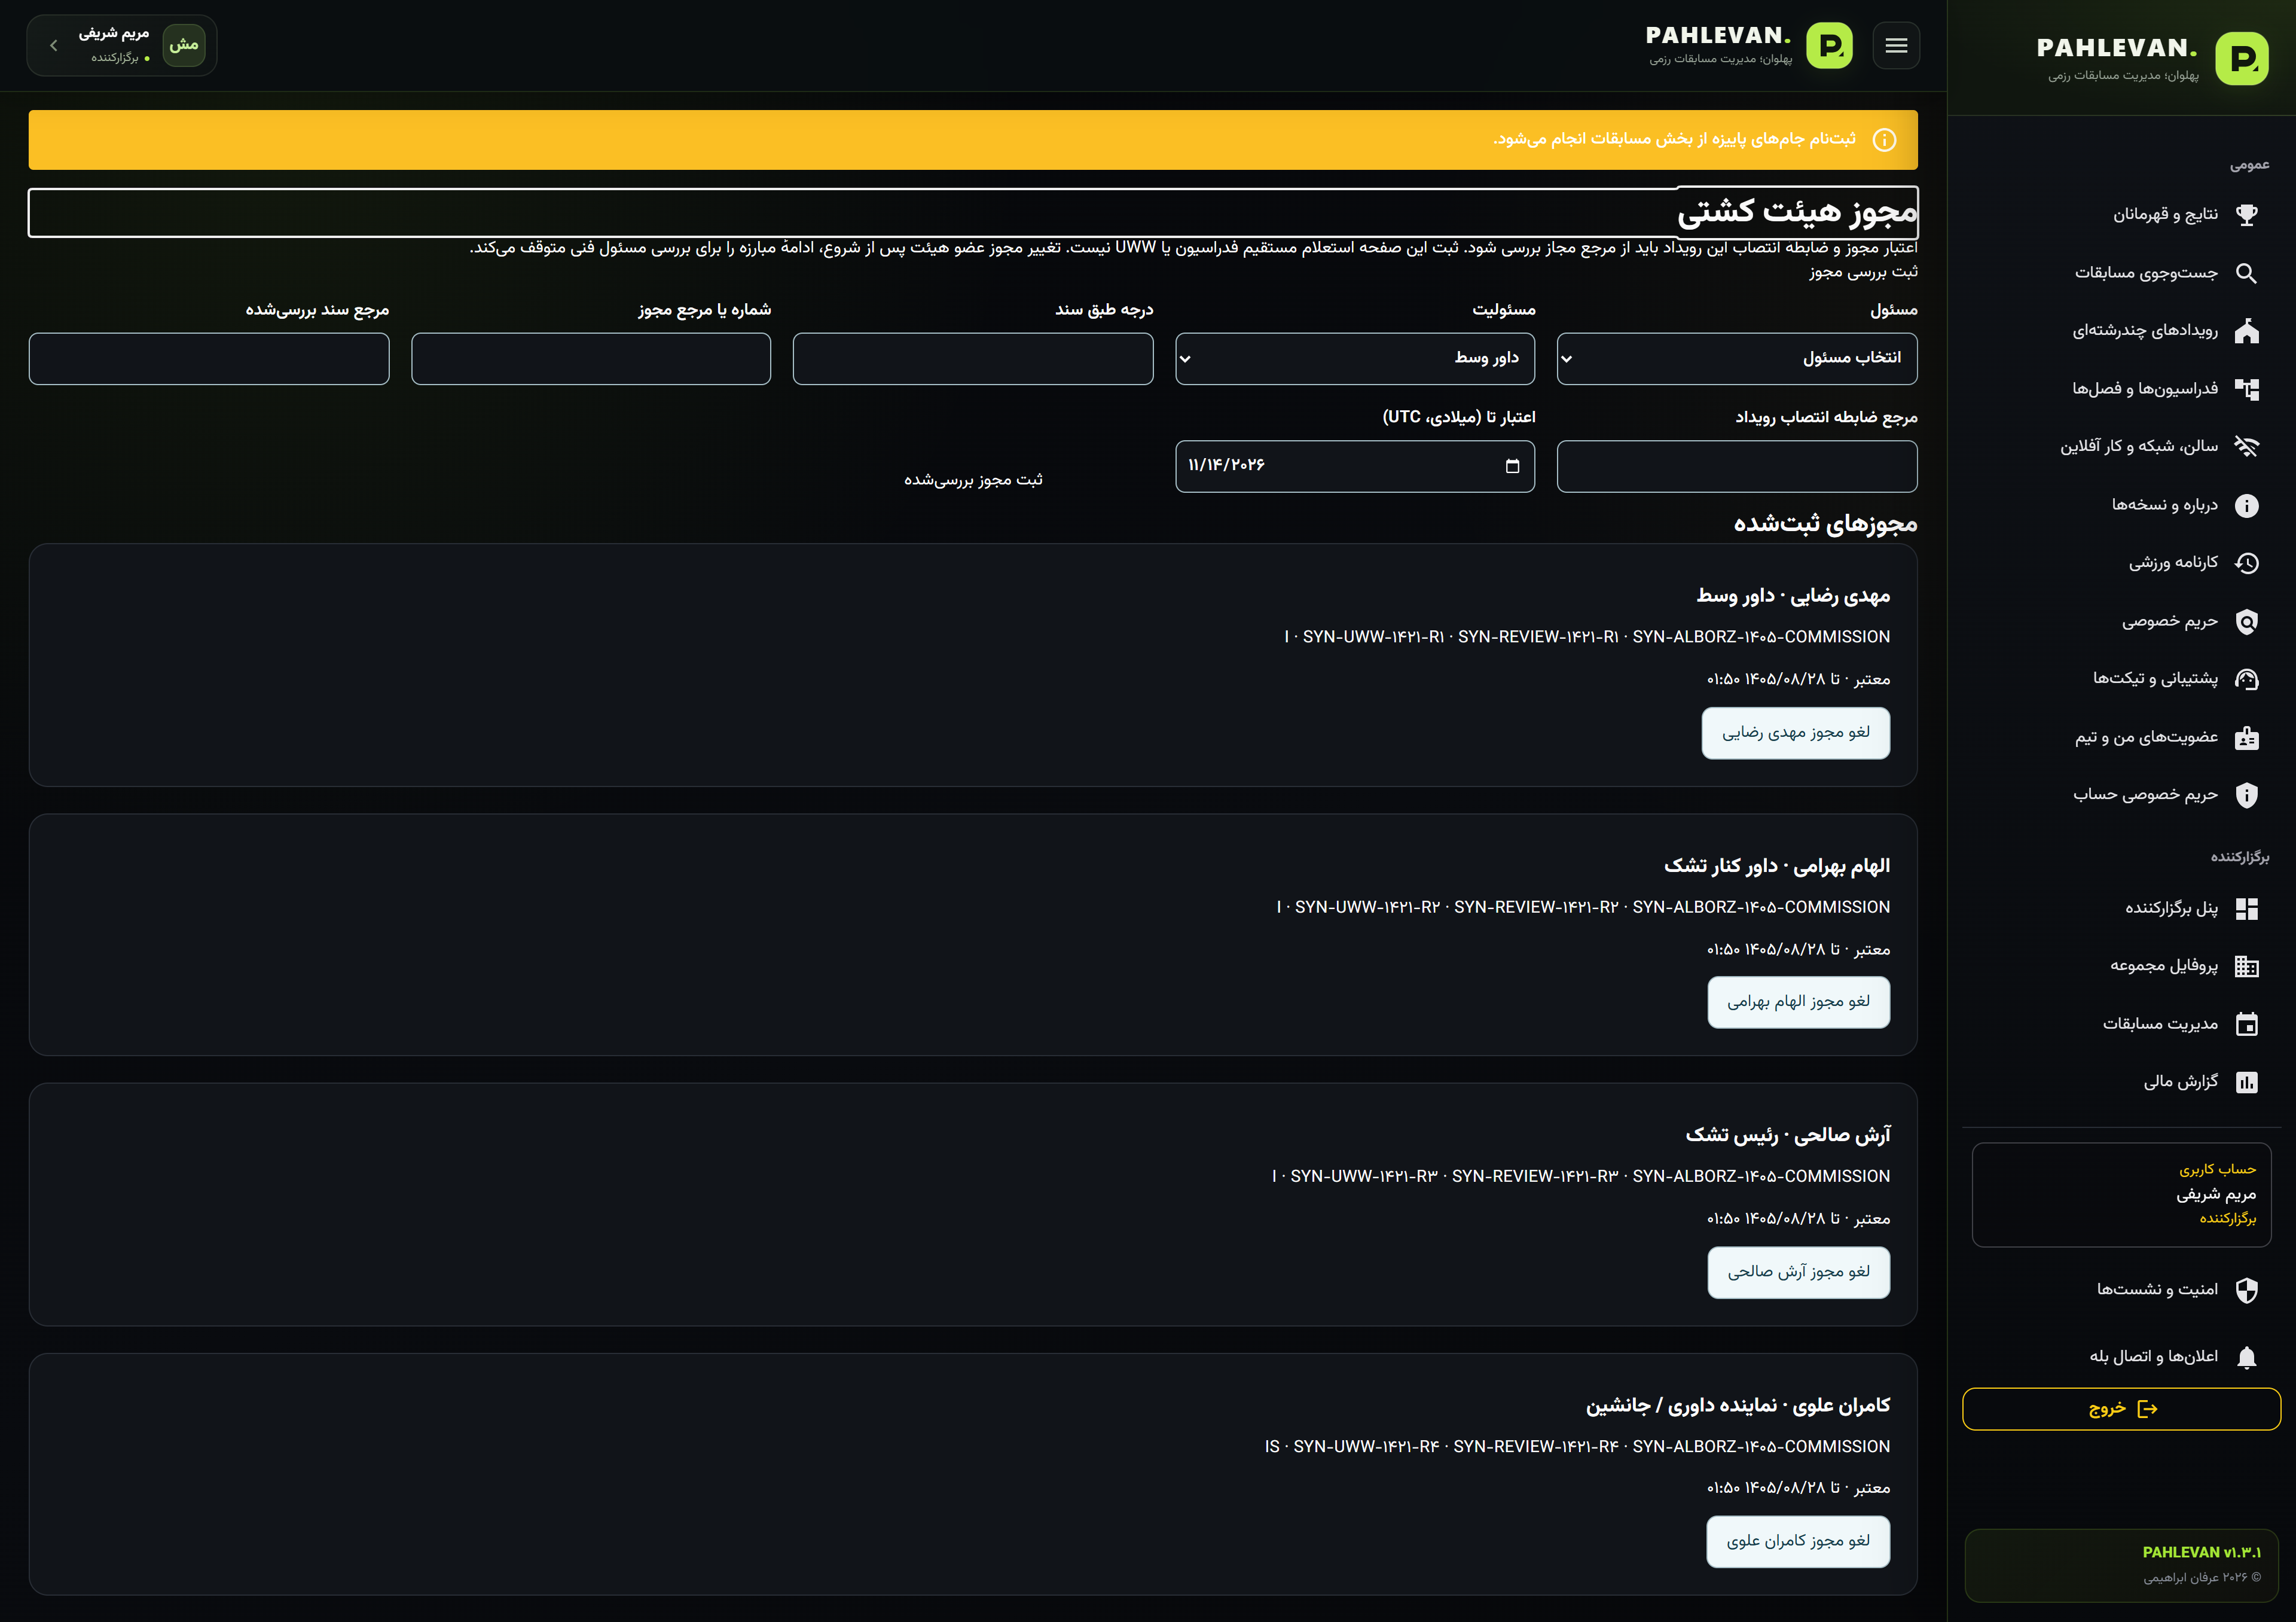 PAHLEVAN.
پهلوان؛ مدیریت مسابقات رزمی
عمومی
نتایج و قهرمانان
جست‌وجوی مسابقات
رویدادهای چندرشته‌ای
فدراسیون‌ها و فصل‌ها
سالن، شبکه و کار آفلاین
درباره و نسخه‌ها
کارنامه ورزشی
حریم خصوصی
پشتیبانی و تیکت‌ها
عضویت‌های من و تیم
حریم خصوصی حساب
برگزارکننده
پنل برگزارکننده
پروفایل مجموعه
مدیریت مسابقات
گزارش مالی
حساب کاربری
مریم شریفی
برگزارکننده
امنیت و نشست‌ها
اعلان‌ها و اتصال بله
خروج
PAHLEVAN v۱.۳.۱
© ۲۰۲۶ عرفان ابراهیمی
PAHLEVAN.
پهلوان؛ مدیریت مسابقات رزمی
مش
مریم شریفی
برگزارکننده
ثبت‌نام جام‌های پاییزه از بخش مسابقات انجام می‌شود.
مجوز هیئت کشتی
اعتبار مجوز و ضابطه انتصاب این رویداد باید از مرجع مجاز بررسی شود. ثبت این صفحه استعلام مستقیم فدراسیون یا UWW نیست. تغییر مجوز عضو هیئت پس از شروع، ادامهٔ مبارزه را برای بررسی مسئول فنی متوقف می‌کند.
ثبت بررسی مجوز
مسئول
انتخاب مسئول
مسئولیت
داور وسط
درجه طبق سند
شماره یا مرجع مجوز
مرجع سند بررسی‌شده
مرجع ضابطه انتصاب رویداد
اعتبار تا (میلادی، UTC)
۱۱/۱۴/۲۰۲۶
ثبت مجوز بررسی‌شده
مجوزهای ثبت‌شده
مهدی رضایی · داور وسط
I · SYN-UWW-۱۴۲۱-R۱ · SYN-REVIEW-۱۴۲۱-R۱ · SYN-ALBORZ-۱۴۰۵-COMMISSION
معتبر · تا ۱۴۰۵/۰۸/۲۸ ۰۱:۵۰
لغو مجوز مهدی رضایی
الهام بهرامی · داور کنار تشک
I · SYN-UWW-۱۴۲۱-R۲ · SYN-REVIEW-۱۴۲۱-R۲ · SYN-ALBORZ-۱۴۰۵-COMMISSION
معتبر · تا ۱۴۰۵/۰۸/۲۸ ۰۱:۵۰
لغو مجوز الهام بهرامی
آرش صالحی · رئیس تشک
I · SYN-UWW-۱۴۲۱-R۳ · SYN-REVIEW-۱۴۲۱-R۳ · SYN-ALBORZ-۱۴۰۵-COMMISSION
معتبر · تا ۱۴۰۵/۰۸/۲۸ ۰۱:۵۰
لغو مجوز آرش صالحی
کامران علوی · نماینده داوری / جانشین
IS · SYN-UWW-۱۴۲۱-R۴ · SYN-REVIEW-۱۴۲۱-R۴ · SYN-ALBORZ-۱۴۰۵-COMMISSION
معتبر · تا ۱۴۰۵/۰۸/۲۸ ۰۱:۵۰
لغو مجوز کامران علوی